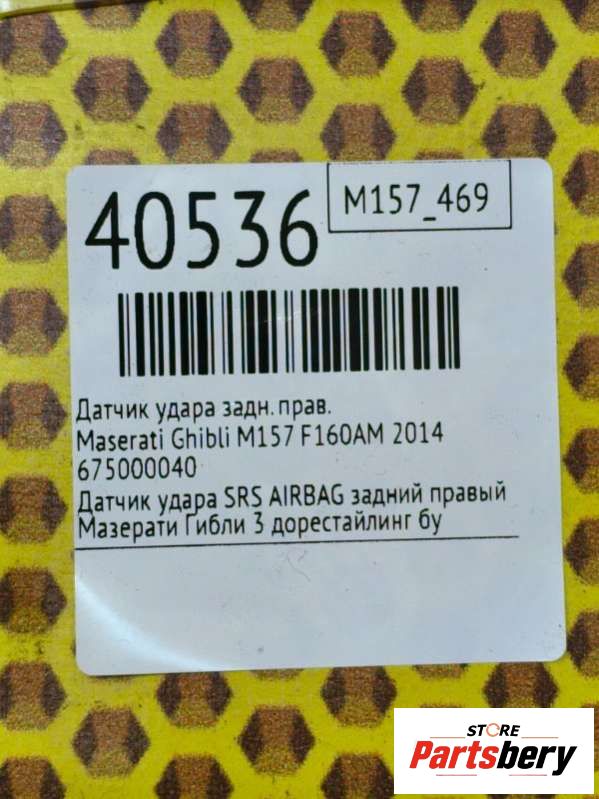 40536
M157_469
Датчик удара задн. прав.
Maserati Ghibli M157 F160AM 2014
675000040
Датчик удара SRS AIRBAG задний правый
Мазерати Гибли 3 дорестайлинг бу
STORE
Partsbery